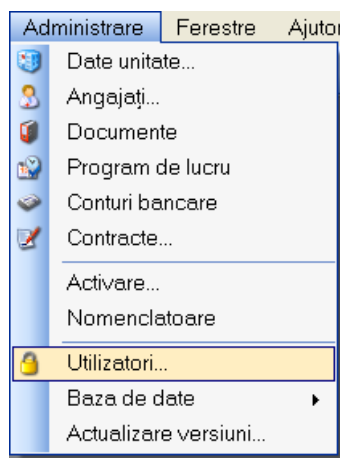 Administrare Ferestre Ajutor
Date unitate...
Angajați...
Documente
Program de lucru
Conturi bancare
Contracte...
Activare...
Nomenclatoare
Utilizatori...
Baza de date
Actualizare versiuni...